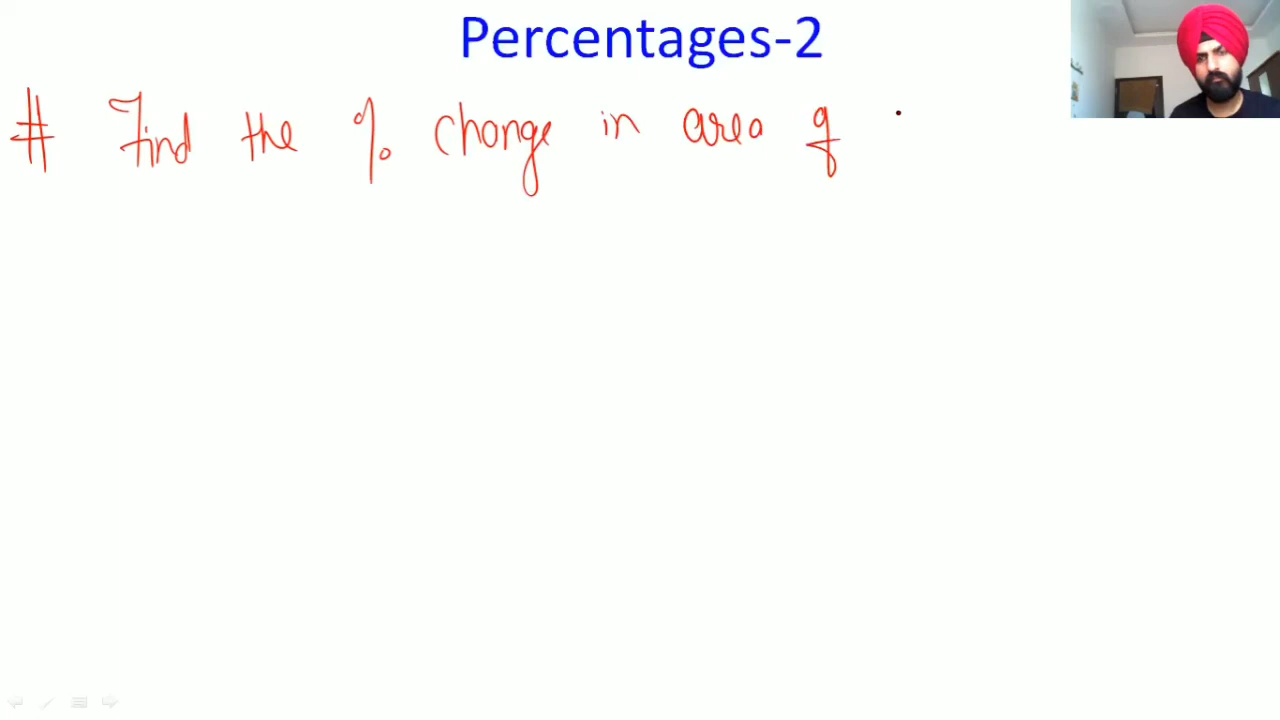 Percentages-2
# Find the % change in area of